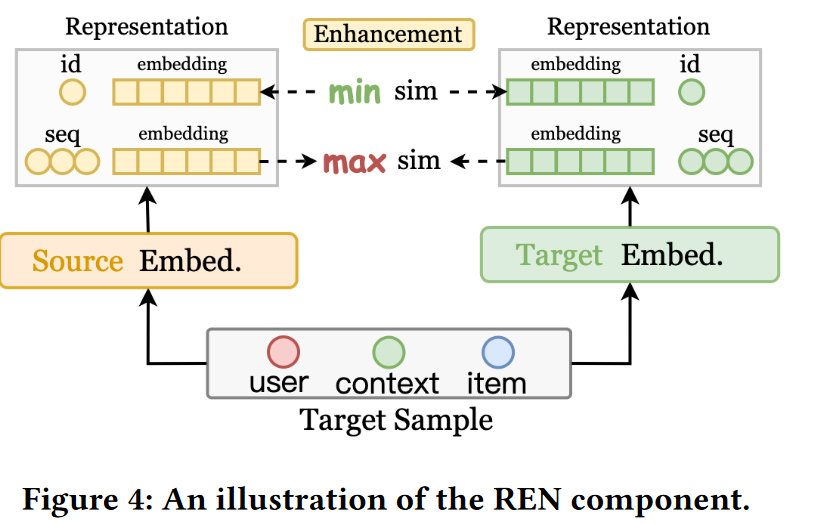 Representation
Enhancement
Representation
id
embedding
min sim
embedding
id
seq
embedding
max sim
embedding
seq
Source Embed.
Target Embed.
user
context
item
Target Sample
Figure 4: An illustration of the REN component.